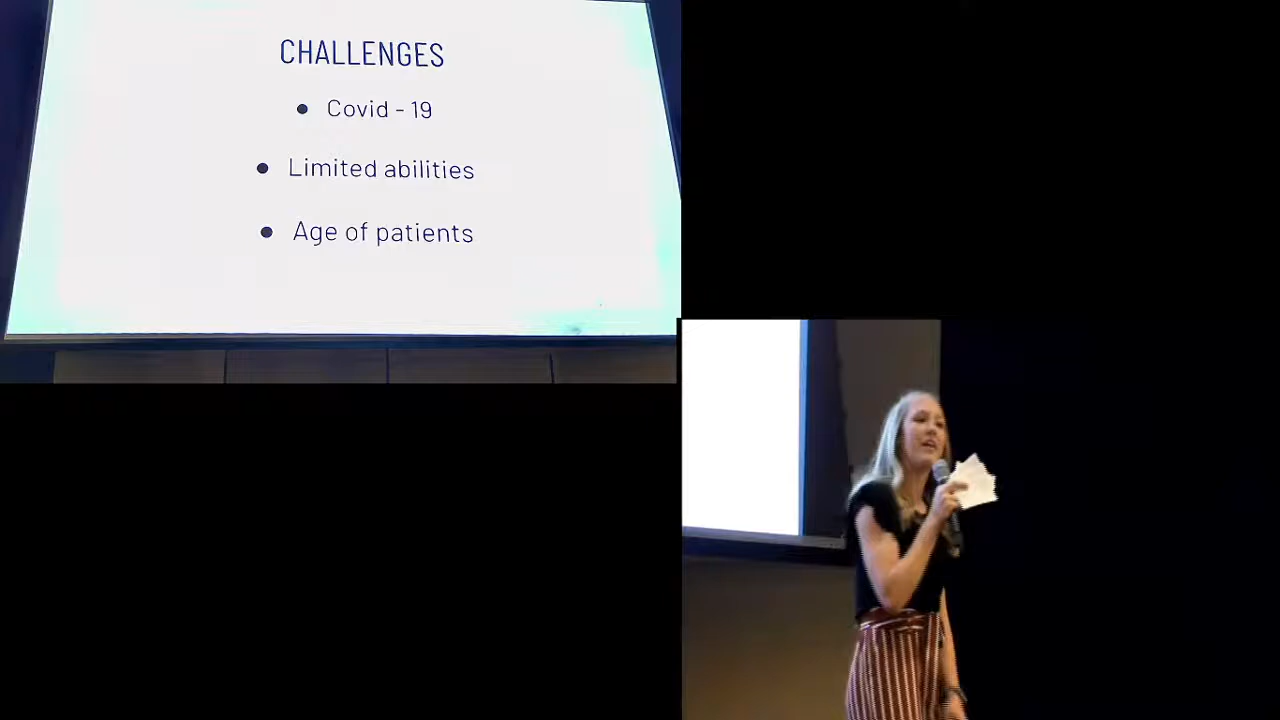 CHALLENGES
● Covid - 19
● Limited abilities
● Age of patients